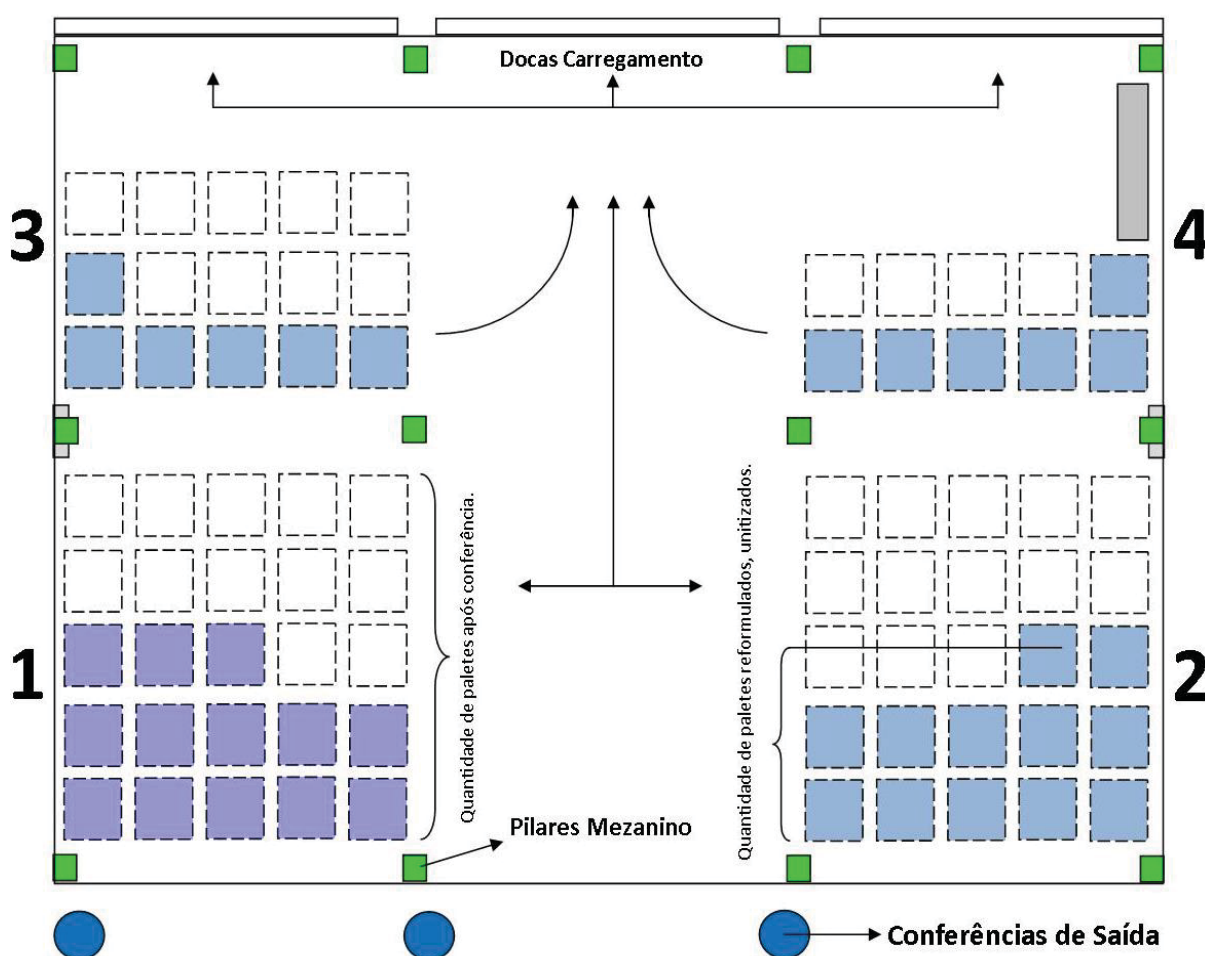 Docas Carregamento
3
4
Quantidade de paletes após conferência.
Quantidade de paletes reformulados, unitizados.
1
2
Pilares Mezanino
Conferências de Saída